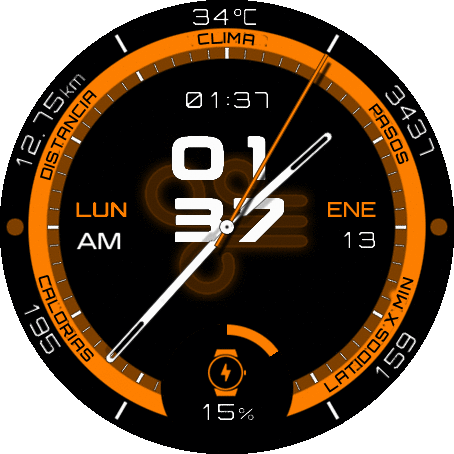 34°C
CLIMA
12.75km
DISTANCIA
3437
PASOS
01:37
01
37
LUN
AM
ENE
13
CALORIAS
195
LATIDOS X MIN
159
15%